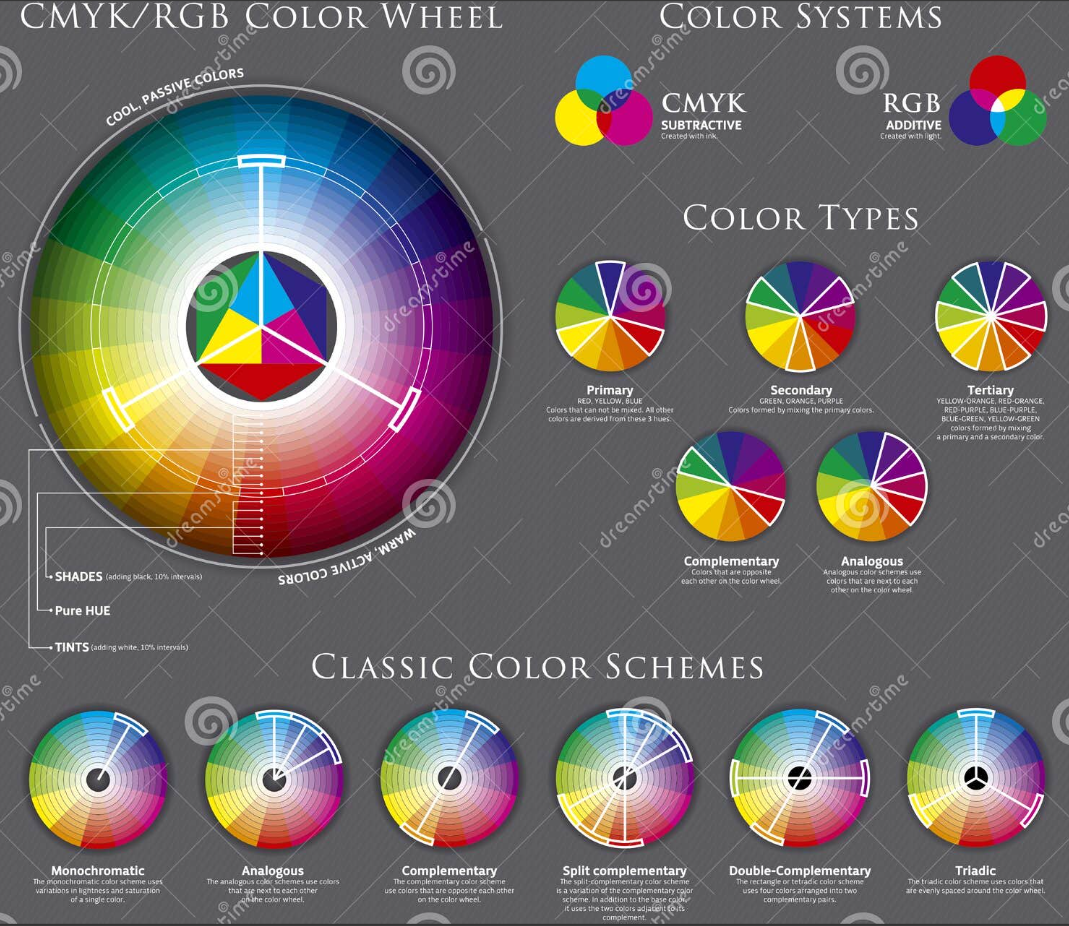 CMYK/RGB COLOR WHEEL
COOL, PASSIVE COLORS
WARM, ACTIVE COLORS
SHADES (adding black, 10% intervals)
Pure HUE
TINTS (adding white, 10% intervals)
COLOR SYSTEMS
CMYK
SUBTRACTIVE
Created with ink.
RGB
ADDITIVE
Created with light.
COLOR TYPES
Primary
RED, YELLOW, BLUE
Colors that can not be mixed. All other
colors are derived from these 3 hues.
Secondary
GREEN, ORANGE, PURPLE
Colors formed by mixing the primary colors.
Tertiary
YELLOW-ORANGE, RED-ORANGE,
RED-PURPLE, BLUE-PURPLE,
BLUE-GREEN, YELLOW-GREEN
colors formed by mixing
a primary and a secondary color.
Complementary
Colors that are opposite
each other on the color wheel.
Analogous
Analogous color schemes use
colors that are next to each
other on the color wheel.
CLASSIC COLOR SCHEMES
Monochromatic
The monochromatic color scheme uses
variations in lightness and saturation
of a single color.
Analogous
The analogous color schemes use colors
that are next to each other
on the color wheel.
Complementary
The complementary color scheme
use colors that are opposite each other
on the color wheel.
Split complementary
The split-complementary color scheme
is a variation of the complementary color
scheme. In addition to the base color,
it uses the two colors adjacent to its
complement.
Double-Complementary
The rectangle or tetradic color scheme
uses four colors arranged into two
complementary pairs.
Triadic
The triadic color scheme uses colors that
are evenly spaced around the color wheel.
dreamstime
dreamstime
dreamstime
dreamstime
dreamstime
dreamstime
dreamstime
dreamstime